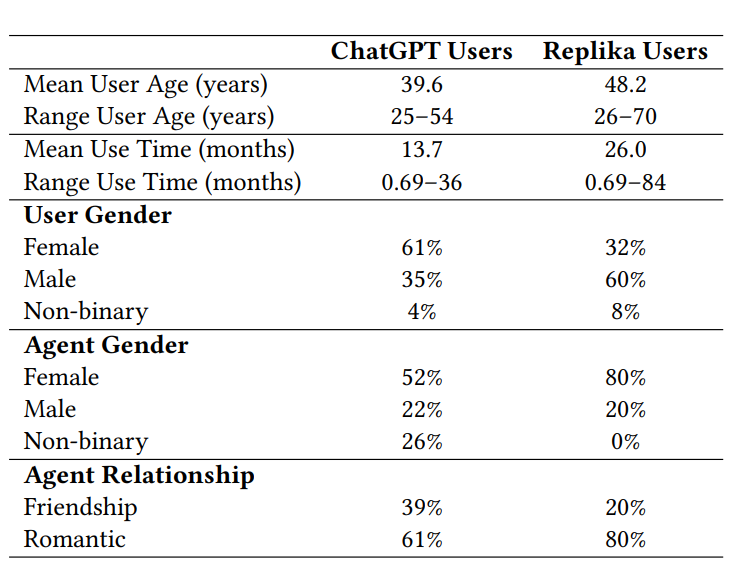 ChatGPT Users Replika Users
Mean User Age (years) 39.6 48.2
Range User Age (years) 25–54 26–70
Mean Use Time (months) 13.7 26.0
Range Use Time (months) 0.69–36 0.69–84
User Gender
Female 61% 32%
Male 35% 60%
Non-binary 4% 8%
Agent Gender
Female 52% 80%
Male 22% 20%
Non-binary 26% 0%
Agent Relationship
Friendship 39% 20%
Romantic 61% 80%